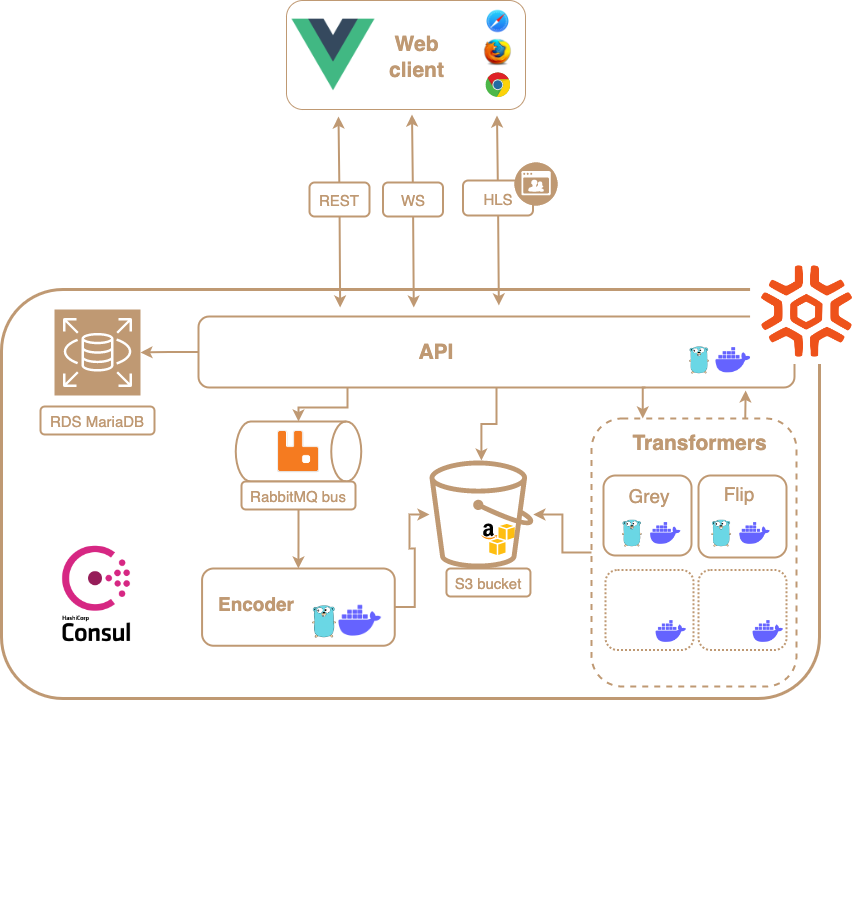 Web
client
REST
WS
HLS
API
RDS MariaDB
Transformers
RabbitMQ bus
Grey
Flip
a
S3 bucket
Encoder
HashiCorp
Consul